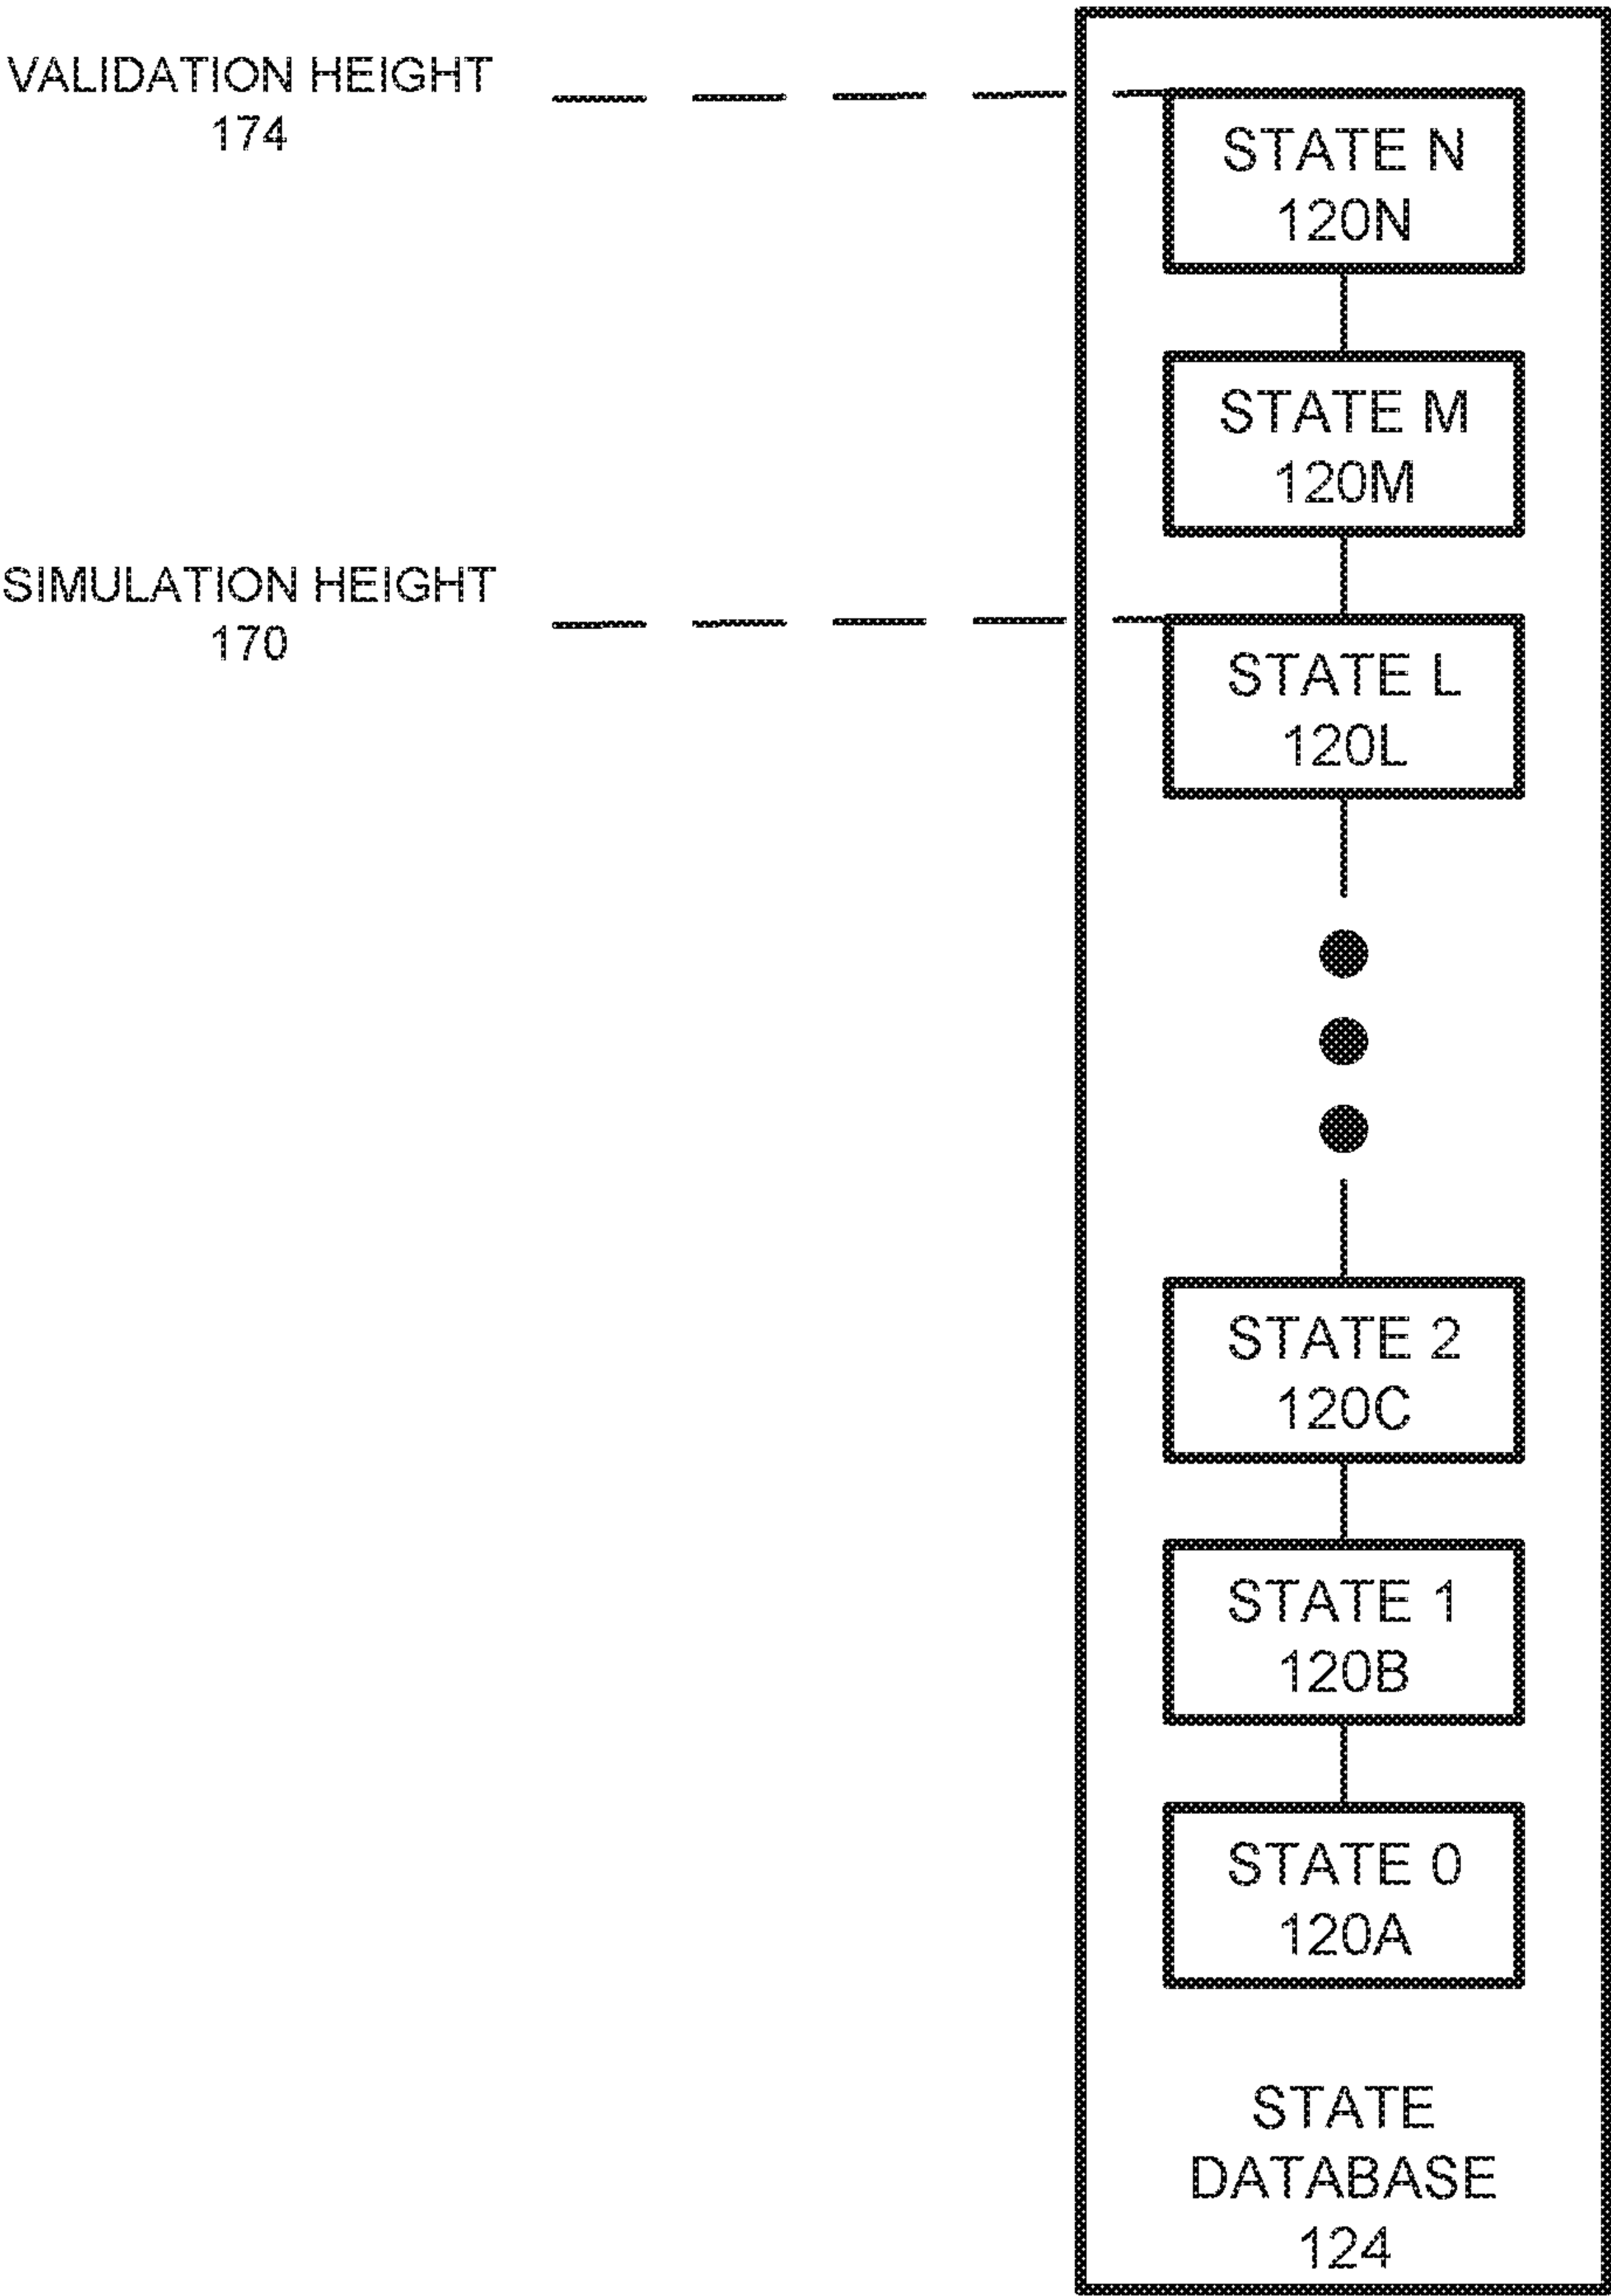 VALIDATION HEIGHT
174
STATE N
120N
STATE M
120M
SIMULATION HEIGHT
170
STATE L
120L
STATE 2
120C
STATE 1
120B
STATE 0
120A
STATE
DATABASE
124